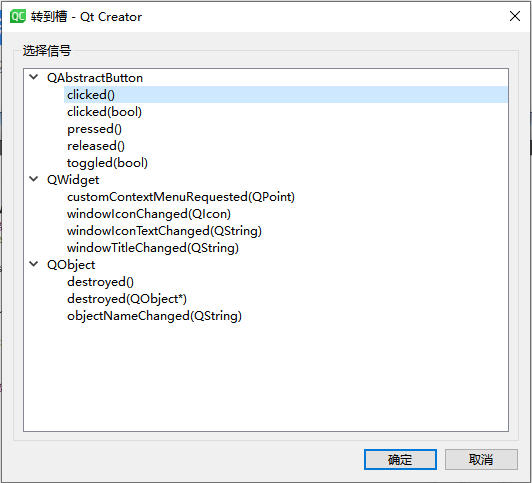 QC 转到槽 - Qt Creator
选择信号
QAbstractButton
clicked()
clicked(bool)
pressed()
released()
toggled(bool)
QWidget
customContextMenuRequested(QPoint)
windowIconChanged(QIcon)
windowIconTextChanged(QString)
windowTitleChanged(QString)
QObject
destroyed()
destroyed(QObject*)
objectNameChanged(QString)
确定 取消